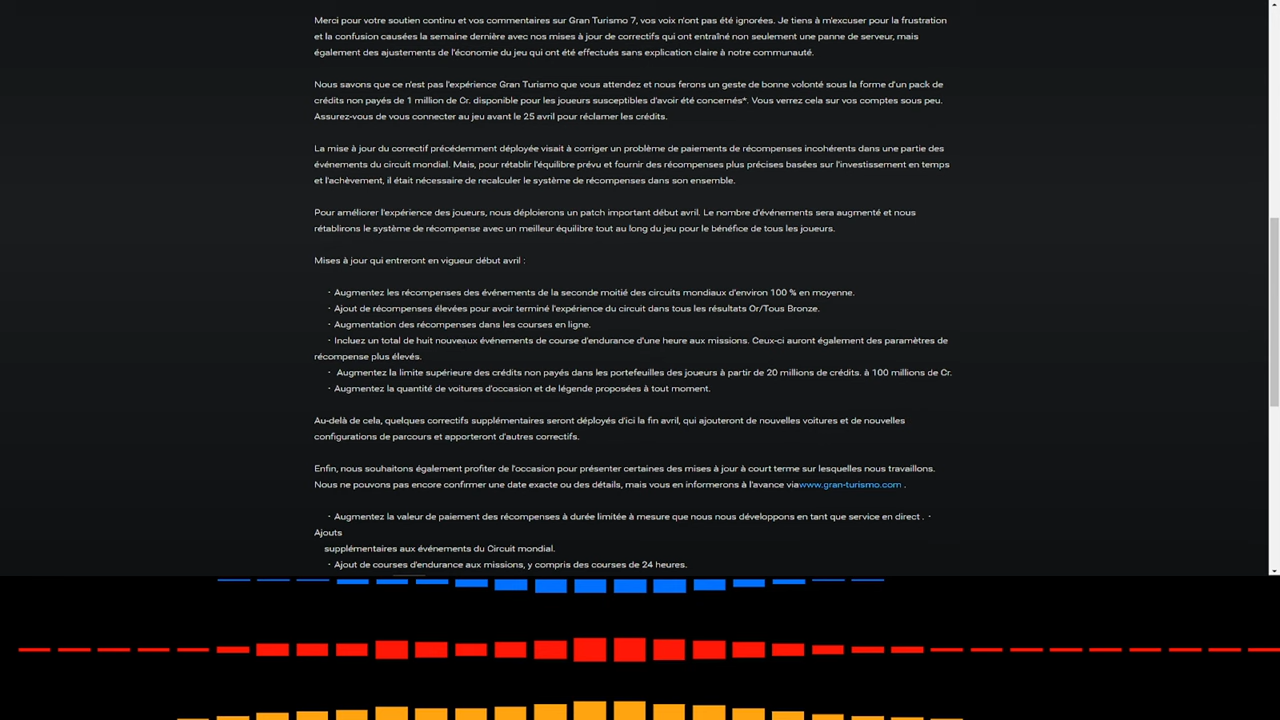 Merci pour votre soutien continu et vos commentaires sur Gran Turismo 7, vos voix n'ont pas été ignorées. Je tiens à m'excuser pour la frustration
et la confusion causées la semaine dernière avec nos mises à jour de correctifs qui ont entraîné non seulement une panne de serveur, mais
également des ajustements de l'économie du jeu qui ont été effectués sans explication claire à notre communauté.
Nous savons que ce n'est pas l'expérience Gran Turismo que vous attendez et nous ferons un geste de bonne volonté sous la forme d'un pack de
crédits non payés de 1 million de Cr. disponible pour les joueurs susceptibles d'avoir été concernés*. Vous verrez cela sur vos comptes sous peu.
Assurez-vous de vous connecter au jeu avant le 25 avril pour réclamer les crédits.
La mise à jour du correctif précédemment déployée visait à corriger un problème de paiements de récompenses incohérents dans une partie des
événements du circuit mondial. Mais, pour rétablir l'équilibre prévu et fournir des récompenses plus précises basées sur l'investissement en temps
et l'achèvement, il était nécessaire de recalculer le système de récompenses dans son ensemble.
Pour améliorer l'expérience des joueurs, nous déploierons un patch important début avril. Le nombre d'événements sera augmenté et nous
rétablirons le système de récompense avec un meilleur équilibre tout au long du jeu pour le bénéfice de tous les joueurs.
Mises à jour qui entreront en vigueur début avril :
・Augmentez les récompenses des événements de la seconde moitié des circuits mondiaux d'environ 100 % en moyenne.
・Ajout de récompenses élevées pour avoir terminé l'expérience du circuit dans tous les résultats Or/Tous Bronze.
・Augmentation des récompenses dans les courses en ligne.
・Incluez un total de huit nouveaux événements de course d'endurance d'une heure aux missions. Ceux-ci auront également des paramètres de
récompense plus élevés.
・ Augmentez la limite supérieure des crédits non payés dans les portefeuilles des joueurs à partir de 20 millions de crédits. à 100 millions de Cr.
・Augmentez la quantité de voitures d'occasion et de légende proposées à tout moment.
Au-delà de cela, quelques correctifs supplémentaires seront déployés d'ici la fin avril, qui ajouteront de nouvelles voitures et de nouvelles
configurations de parcours et apporteront d'autres correctifs.
Enfin, nous souhaitons également profiter de l'occasion pour présenter certaines des mises à jour à court terme sur lesquelles nous travaillons.
Nous ne pouvons pas encore confirmer une date exacte ou des détails, mais vous en informerons à l'avance viawww.gran-turismo.com .
・Augmentez la valeur de paiement des récompenses à durée limitée à mesure que nous nous développons en tant que service en direct . ・
Ajouts
supplémentaires aux événements du Circuit mondial.
・Ajout de courses d'endurance aux missions, y compris des courses de 24 heures.